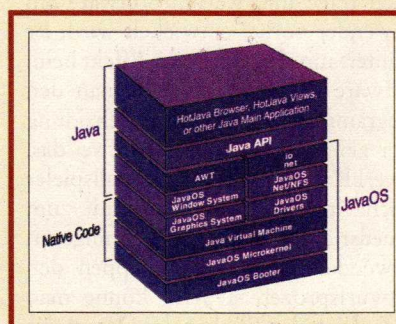 HotJava Browser, HotJava Views,
or other Java Main Application
Java API
AWT
io
net
JavaOS
Window System
JavaOS
Net/NFS
JavaOS
Graphics System
JavaOS
Drivers
Java Virtual Machine
JavaOS Microkernel
JavaOS Booter
Java
Native Code
JavaOS